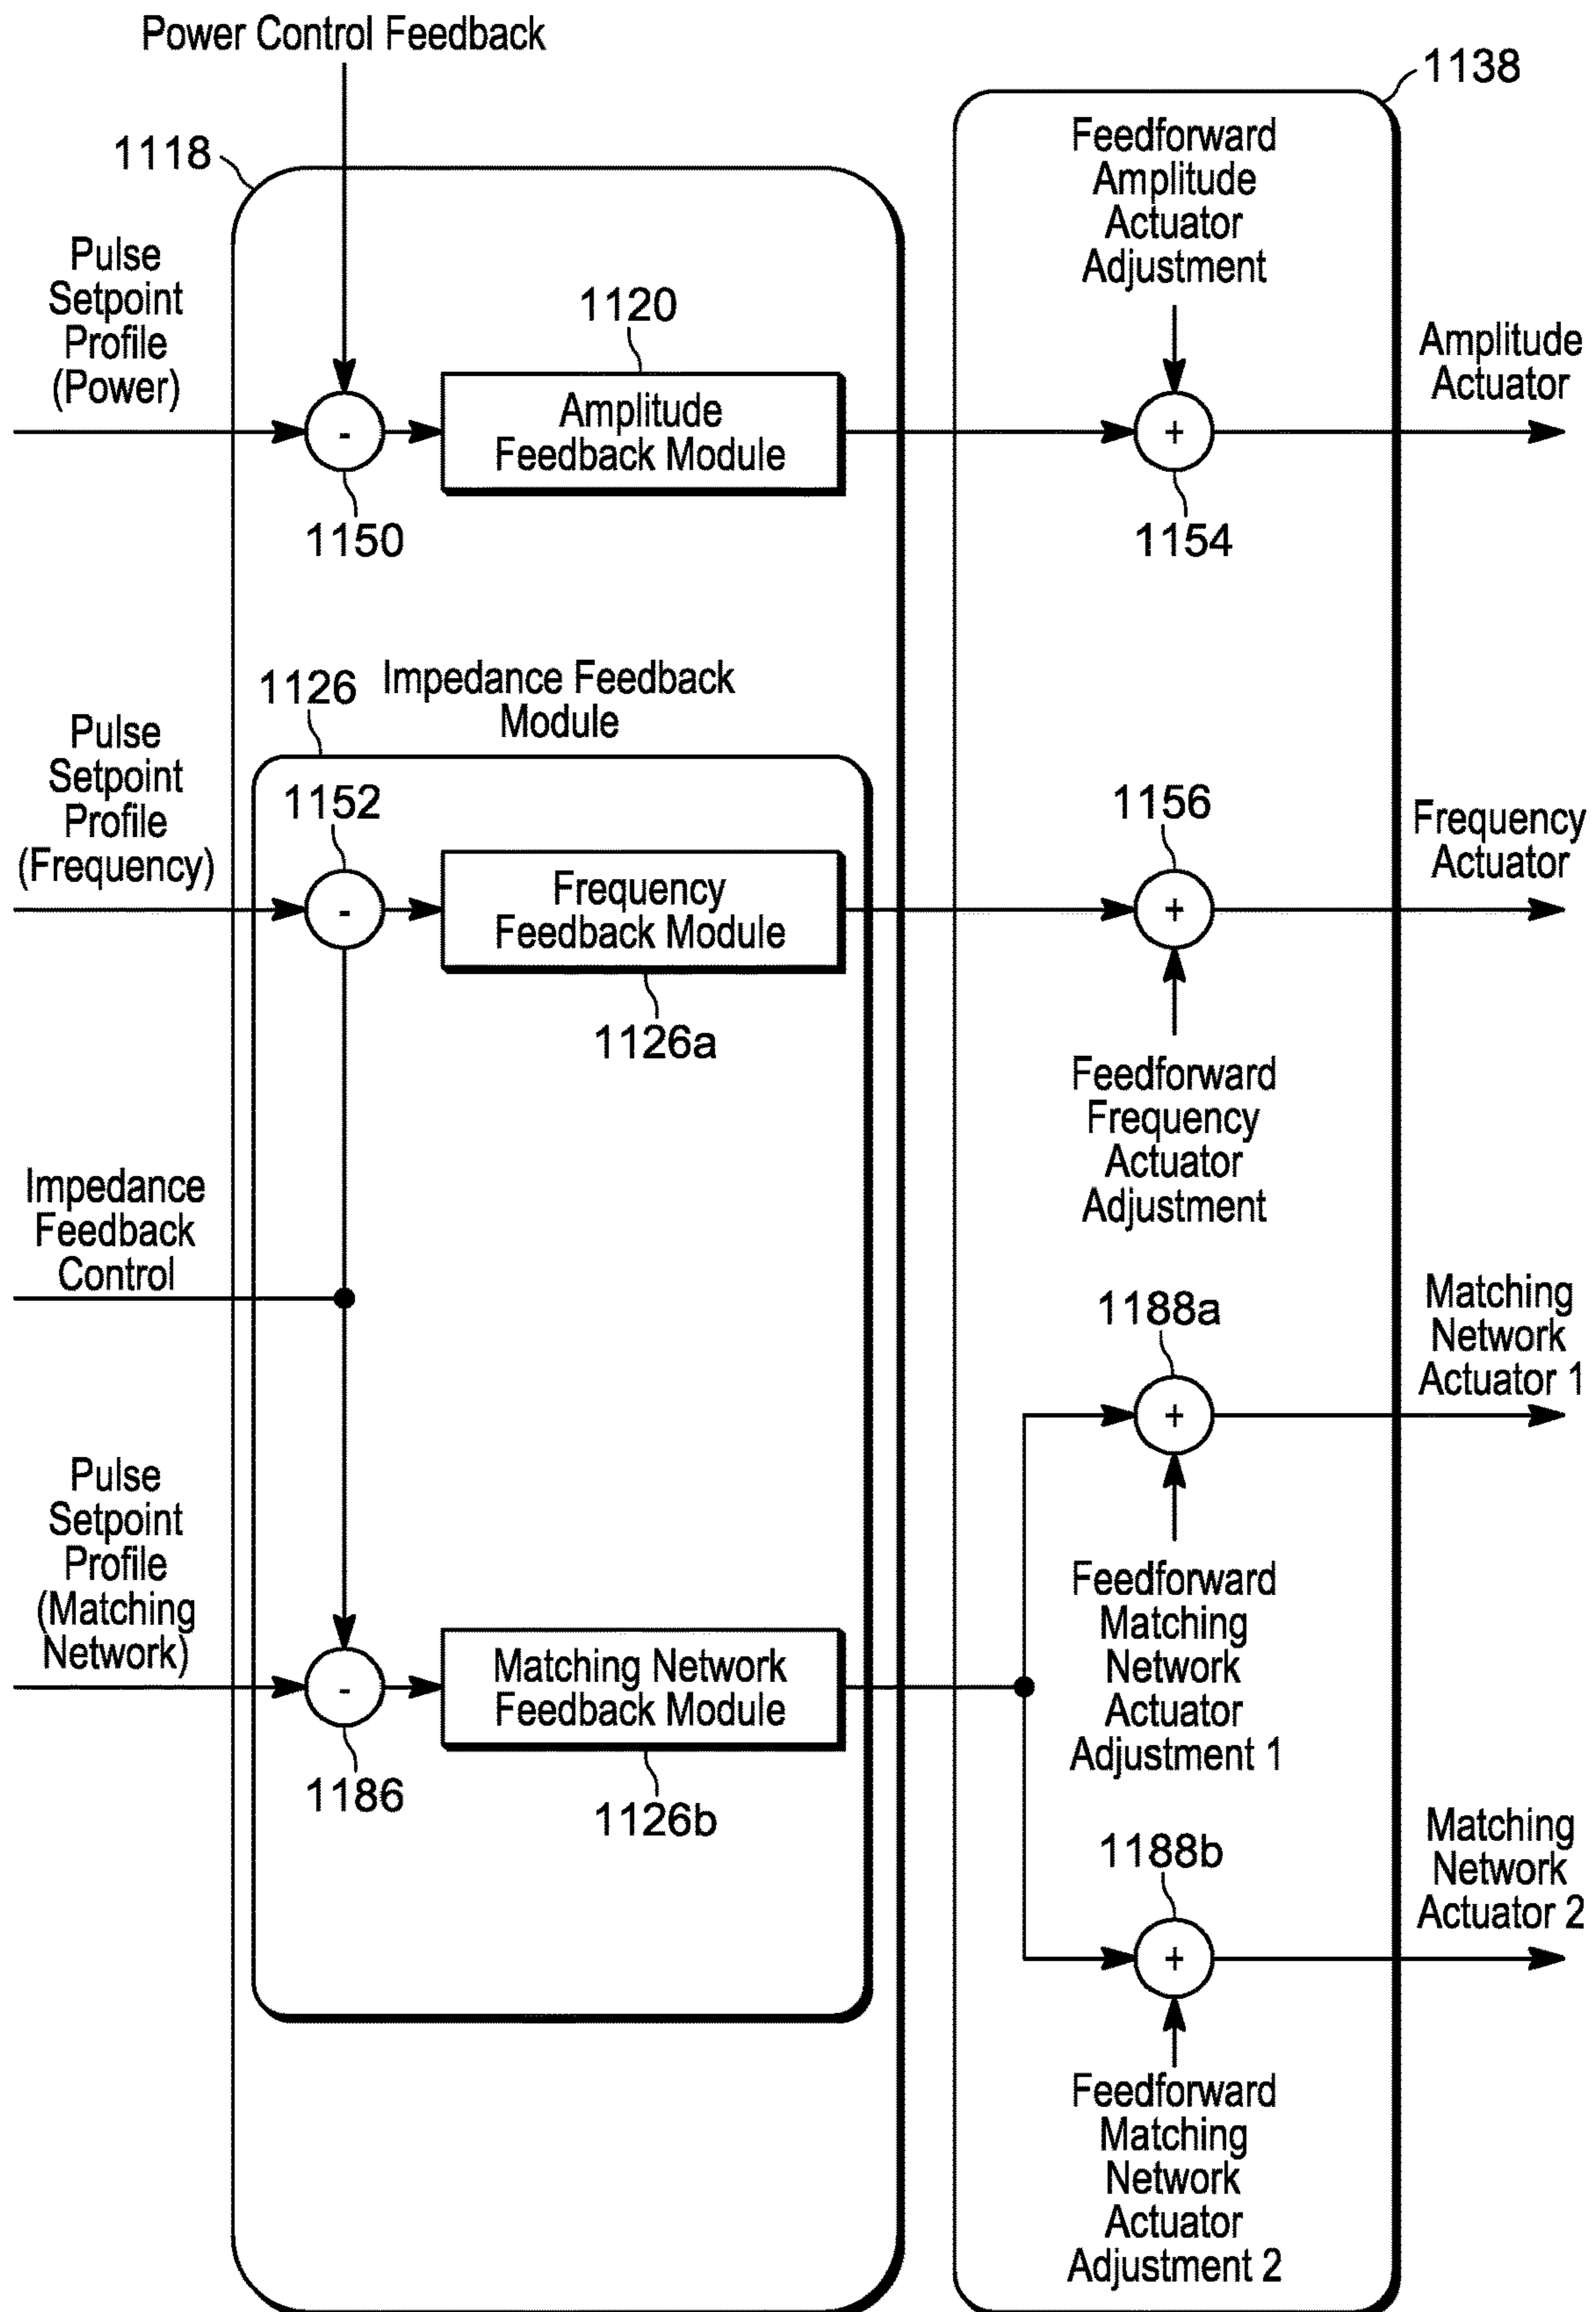 Power Control Feedback
1138
1118
Feedforward
Amplitude
Actuator
Adjustment
Pulse
Setpoint
Profile
(Power)
1120
Amplitude
Actuator
-
Amplitude
Feedback Module
+
1150
1154
1126
Impedance Feedback
Module
Pulse
Setpoint
Profile
(Frequency)
1152
1156
Frequency
Actuator
-
Frequency
Feedback Module
+
1126a
Feedforward
Frequency
Actuator
Adjustment
Impedance
Feedback
Control
1188a
Matching
Network
Actuator 1
+
Pulse
Setpoint
Profile
(Matching
Network)
Feedforward
Matching
Network
Actuator
Adjustment 1
-
Matching Network
Feedback Module
1186
1126b
1188b
Matching
Network
Actuator 2
+
Feedforward
Matching
Network
Actuator
Adjustment 2